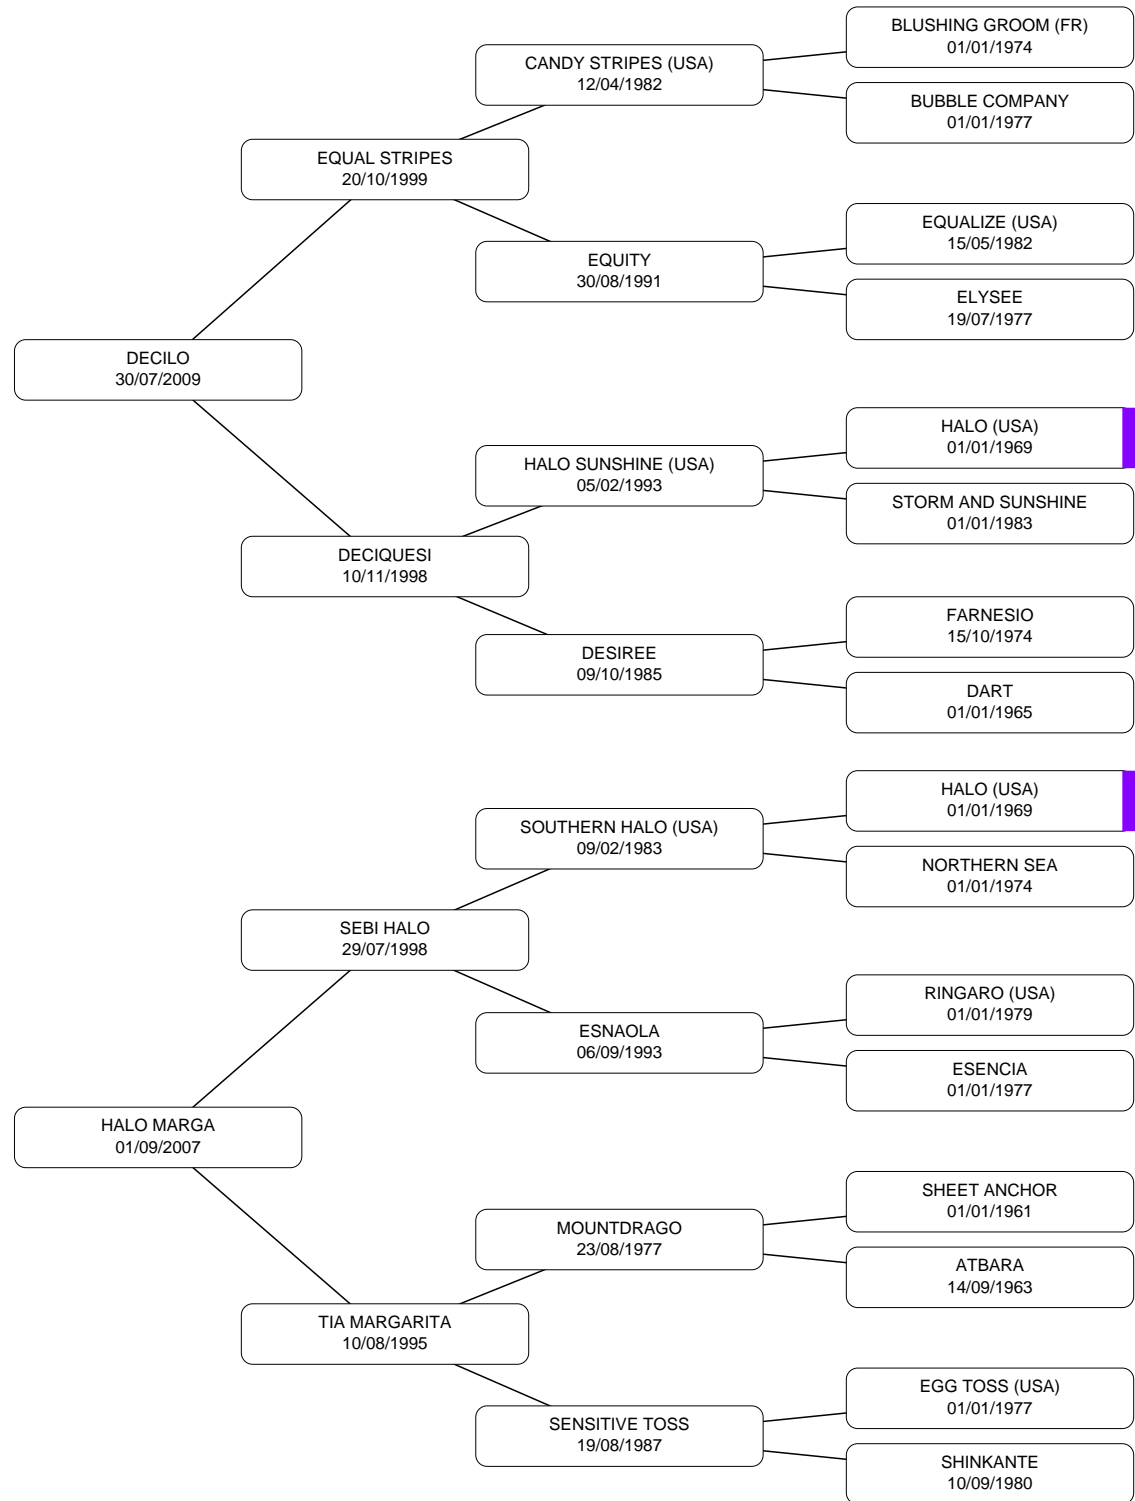 BLUSHING GROOM (FR)
01/01/1974
CANDY STRIPES (USA)
12/04/1982
BUBBLE COMPANY
01/01/1977
EQUAL STRIPES
20/10/1999
EQUALIZE (USA)
15/05/1982
EQUITY
30/08/1991
ELYSEE
19/07/1977
DECILO
30/07/2009
HALO (USA)
01/01/1969
HALO SUNSHINE (USA)
05/02/1993
STORM AND SUNSHINE
01/01/1983
DECIQUESI
10/11/1998
FARNESIO
15/10/1974
DESIREE
09/10/1985
DART
01/01/1965
HALO (USA)
01/01/1969
SOUTHERN HALO (USA)
09/02/1983
NORTHERN SEA
01/01/1974
SEBI HALO
29/07/1998
RINGARO (USA)
01/01/1979
ESNAOLA
06/09/1993
ESENCIA
01/01/1977
HALO MARGA
01/09/2007
SHEET ANCHOR
01/01/1961
MOUNTDRAGO
23/08/1977
ATBARA
14/09/1963
TIA MARGARITA
10/08/1995
EGG TOSS (USA)
01/01/1977
SENSITIVE TOSS
19/08/1987
SHINKANTE
10/09/1980